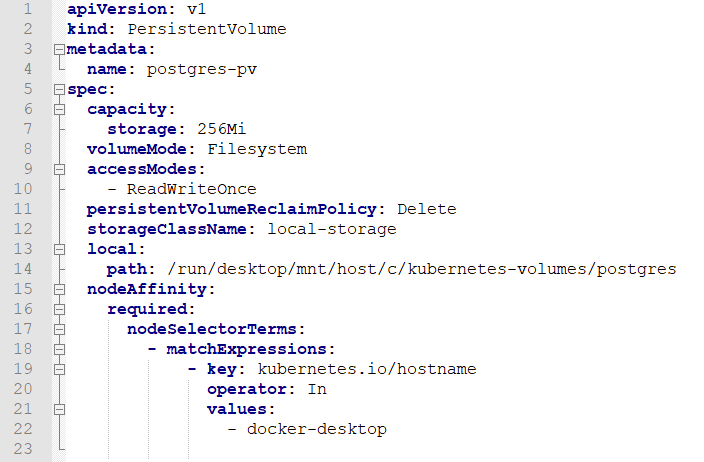 1 apiVersion: v1
2 kind: PersistentVolume
3 metadata:
4   name: postgres-pv
5 spec:
6   capacity:
7     storage: 256Mi
8   volumeMode: Filesystem
9   accessModes:
10     - ReadWriteOnce
11   persistentVolumeReclaimPolicy: Delete
12   storageClassName: local-storage
13   local:
14     path: /run/desktop/mnt/host/c/kubernetes-volumes/postgres
15   nodeAffinity:
16     required:
17       nodeSelectorTerms:
18         - matchExpressions:
19             - key: kubernetes.io/hostname
20               operator: In
21               values:
22                 - docker-desktop
23